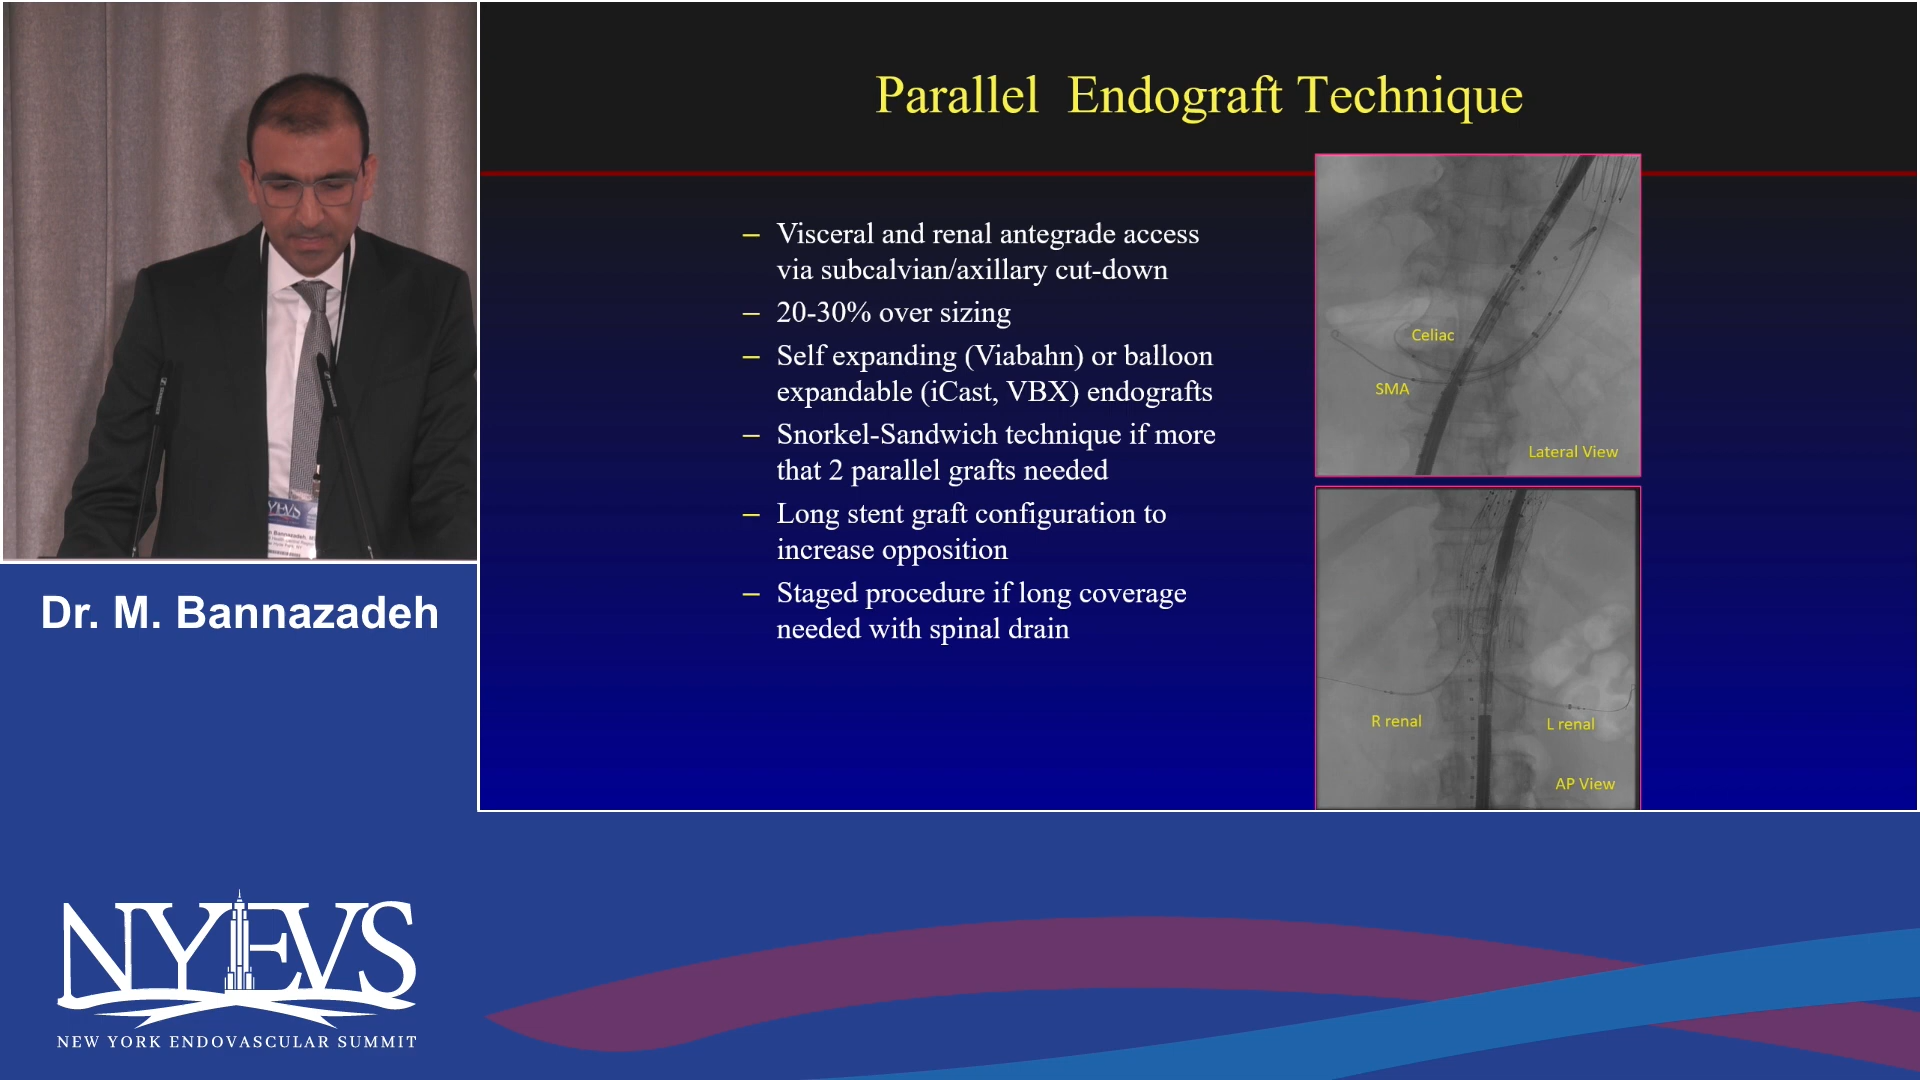 Parallel Endograft Technique
– Visceral and renal antegrade access
via subcalvian/axillary cut-down
– 20-30% over sizing
– Self expanding (Viabahn) or balloon
expandable (iCast, VBX) endografts
– Snorkel-Sandwich technique if more
that 2 parallel grafts needed
– Long stent graft configuration to
increase opposition
– Staged procedure if long coverage
needed with spinal drain
Celiac
SMA
Lateral View
R renal
L renal
AP View
Bannazadeh, M
Dr. M. Bannazadeh
NYEVS
NEW YORK ENDOVASCULAR SUMMIT